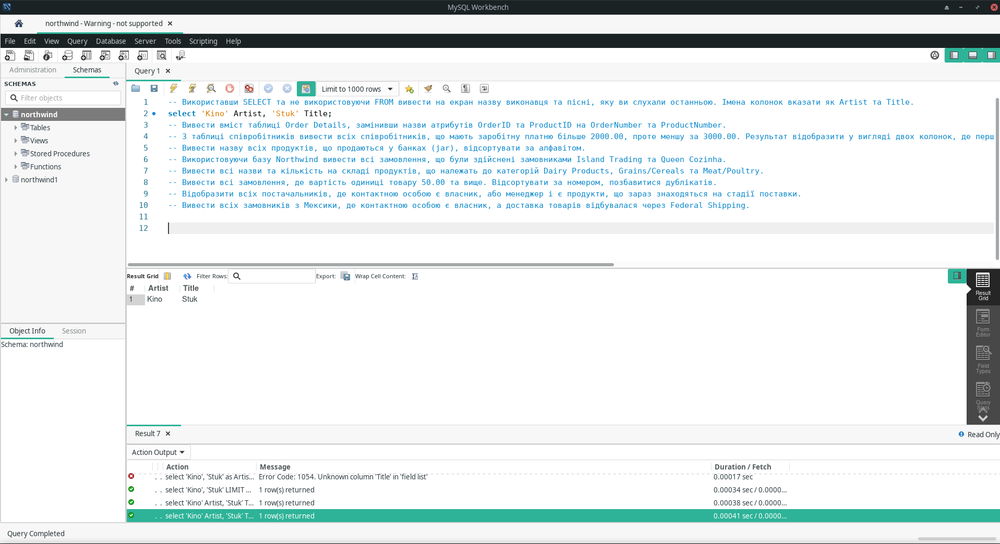 MySQL Workbench
northwind - Warning - not supported
File Edit View Query Database Server Tools Scripting Help
Administration Schemas
SCHEMAS
Filter objects
northwind
Tables
Views
Stored Procedures
Functions
northwind1
Object Info Session
Schema: northwind
Query 1
Limit to 1000 rows
1 -- Використавши SELECT та не використовуючи FROM вивести на екран назву виконавця та пісні, яку ви слухали останньою. Імена колонок вказати як Artist та Title.
2 select 'Kino' Artist, 'Stuk' Title;
3 -- Вивести вміст таблиці Order Details, замінивши назви атрибутів OrderID та ProductID на OrderNumber та ProductNumber.
4 -- З таблиці співробітників вивести всіх співробітників, що мають заробітну платню більше 2000.00, проте меншу за 3000.00. Результат відобразити у вигляді двох колонок, де перш
5 -- Вивести назву всіх продуктів, що продаються у банках (jar), відсортувати за алфавітом.
6 -- Використовуючи базу Northwind вивести всі замовлення, що були здійснені замовниками Island Trading та Queen Cozinha.
7 -- Вивести всі назви та кількість на складі продуктів, що належать до категорій Dairy Products, Grains/Cereals та Meat/Poultry.
8 -- Вивести всі замовлення, де вартість одиниці товару 50.00 та вище. Відсортувати за номером, позбавитися дублікатів.
9 -- Відобразити всіх постачальників, де контактною особою є власник, або менеджер і є продукти, що зараз знаходяться на стадії поставки.
10 -- Вивести всіх замовників з Мексики, де контактною особою є власник, а доставка товарів відбувалася через Federal Shipping.
11
12
Result Grid Filter Rows: Export: Wrap Cell Content:
# Artist Title
1 Kino Stuk
Result Grid
Form Editor
Field Types
Query Stats
Result 7
Read Only
Action Output
Action Message Duration / Fetch
. . select 'Kino', 'Stuk' as Artis... Error Code: 1054. Unknown column 'Title' in 'field list' 0.00017 sec
. . select 'Kino', 'Stuk' LIMIT ... 1 row(s) returned 0.00034 sec / 0.0000...
. . select 'Kino' Artist, 'Stuk' T... 1 row(s) returned 0.00038 sec / 0.0000...
. . select 'Kino' Artist, 'Stuk' T... 1 row(s) returned 0.00041 sec / 0.0000...
Query Completed